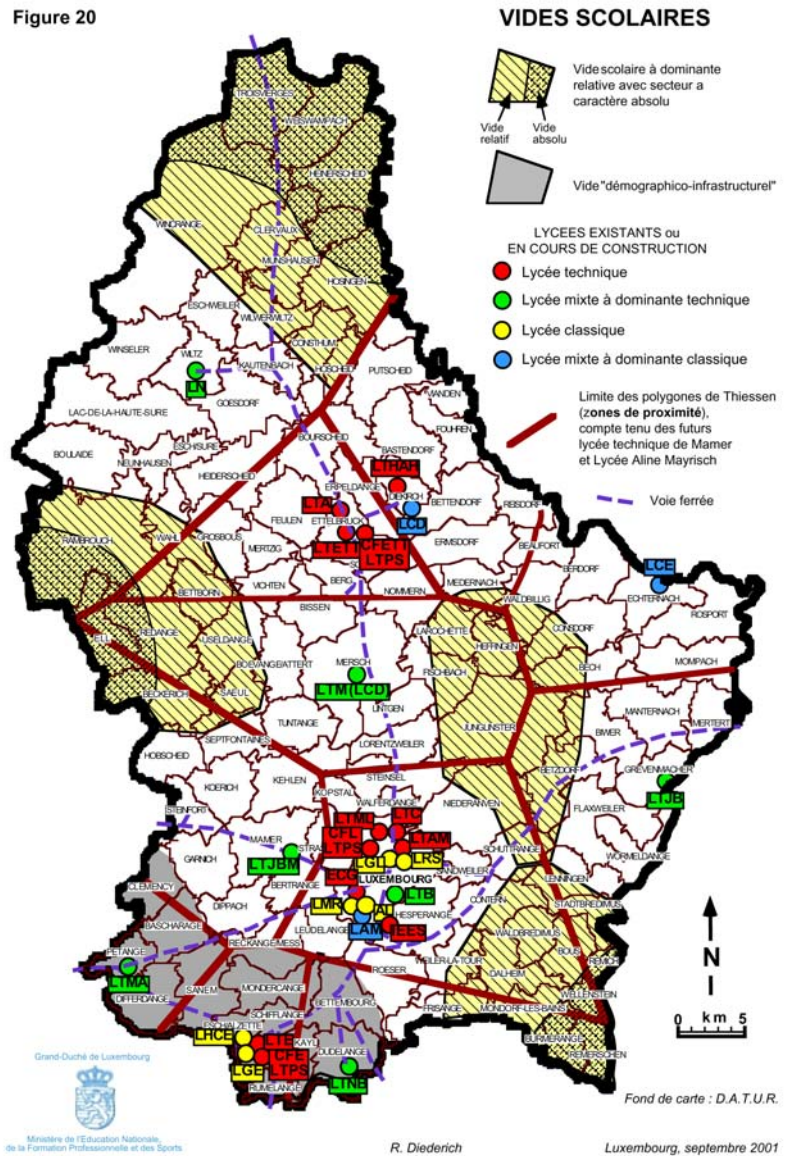 Figure 20
VIDES SCOLAIRES
Vide scolaire à dominante
relative avec secteur a
caractère absolu
Vide
relatif
Vide
absolu
Vide "démographico-infrastructurel"
LYCEES EXISTANTS ou
EN COURS DE CONSTRUCTION
Lycée technique
Lycée mixte à dominante technique
Lycée classique
Lycée mixte à dominante classique
Limite des polygones de Thiessen
(zones de proximité),
compte tenu des futurs
lycée technique de Mamer
et Lycée Aline Mayrisch
Voie ferrée
TROISVIERGES
WEISWAMPACH
HEINERSCHEID
WINCRANGE
CLERVAUX
MUNSHAUSEN
HOSINGEN
ESCHWEILER
WILWERWILTZ
CONSTHUM
WINSELER
WILTZ
LN
KAUTENBACH
HOSCHEID
PUTSCHEID
GOESDORF
VIANDEN
LAC-DE-LA-HAUTE-SURE
FOUHREN
BOURSCHEID
BASTENDORF
ESCH/SURE
BOULAIDE
NEUNHAUSEN
HEIDERSCHEID
LTHAH
ERPELDANGE
DIEKIRCH
BETTENDORF
REISDORF
FEULEN
ETTELBRUCK
LCD
LTETT
CFETT
LTPS
RAMBROUCH
WAHL
GROSBOUS
MERTZIG
ERMSDORF
BEAUFORT
BERDORF
LCE
ECHTERNACH
ROSPORT
BERG
VICHTEN
BETTBORN
NOMMERN
MEDERNACH
WALDBILLIG
BISSEN
CONSDORF
LAROCHETTE
HEFFINGEN
ELL
REDANGE
USELDANGE
BOEVANGE/ATTERT
MERSCH
FISCHBACH
BECH
MOMPACH
LTM (LCD)
BECKERICH
SAEUL
LINTGEN
TUNTANGE
JUNGLINSTER
MANTERNACH
MERTERT
BIWER
SEPTFONTAINES
LORENTZWEILER
HOBSCHEID
KEHLEN
STEINSEL
BETZDORF
GREVENMACHER
LTJB
KOERICH
KOPSTAL
WALFERDANGE
NIEDERANVEN
FLAXWEILER
STEINFORT
LTML
LTC
CFL
LTPS
LTAM
MAMER
LTJBM
STRAS
LGL
LRS
SCHUTTRANGE
WORMELDANGE
GARNICH
BERTRANGE
ECG
LUXEMBOURG
SANDWEILER
LENNINGEN
CLEMENCY
DIPPACH
LTB
LMR
HESPERANGE
CONTERN
STADTBREDIMUS
BASCHARAGE
LEUDELANGE
LAM
IEES
WALDBREDIMUS
BOUS
REMICH
RECKANGE/MESS
PETANGE
LTMA
ROESER
WEILER-LA-TOUR
DALHEIM
WELLENSTEIN
DIFFERDANGE
SANEM
MONDERCANGE
BETTEMBOURG
FRISANGE
MONDORF-LES-BAINS
SCHIFFLANGE
BURMERANGE
REMERSCHEN
ESCH/ALZETTE
LHCE
LTE
KAYL
CFE
LTPS
LGE
DUDELANGE
LTNB
RUMELANGE
N
km
0 5
Grand-Duché de Luxembourg
Ministère de l'Education Nationale,
de la Formation Professionnelle et des Sports
R. Diederich
Fond de carte : D.A.T.U.R.
Luxembourg, septembre 2001